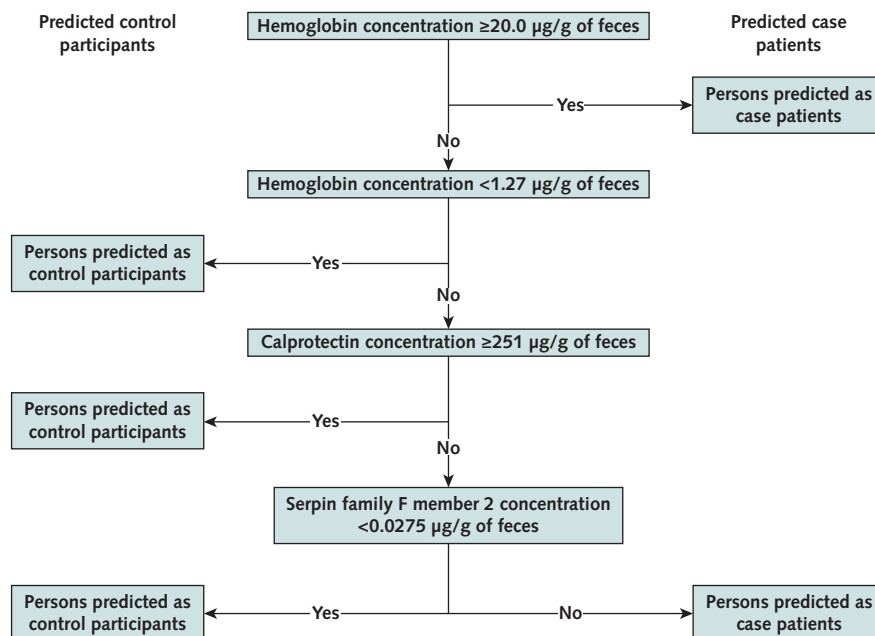 Predicted control
participants
Hemoglobin concentration ≥20.0 µg/g of feces
Predicted case
patients
Yes
Persons predicted as
case patients
No
Hemoglobin concentration <1.27 µg/g of feces
Persons predicted as
control participants
Yes
No
Calprotectin concentration ≥251 µg/g of feces
Persons predicted as
control participants
Yes
No
Serpin family F member 2 concentration
<0.0275 µg/g of feces
Persons predicted as
control participants
Yes
No
Persons predicted as
case patients